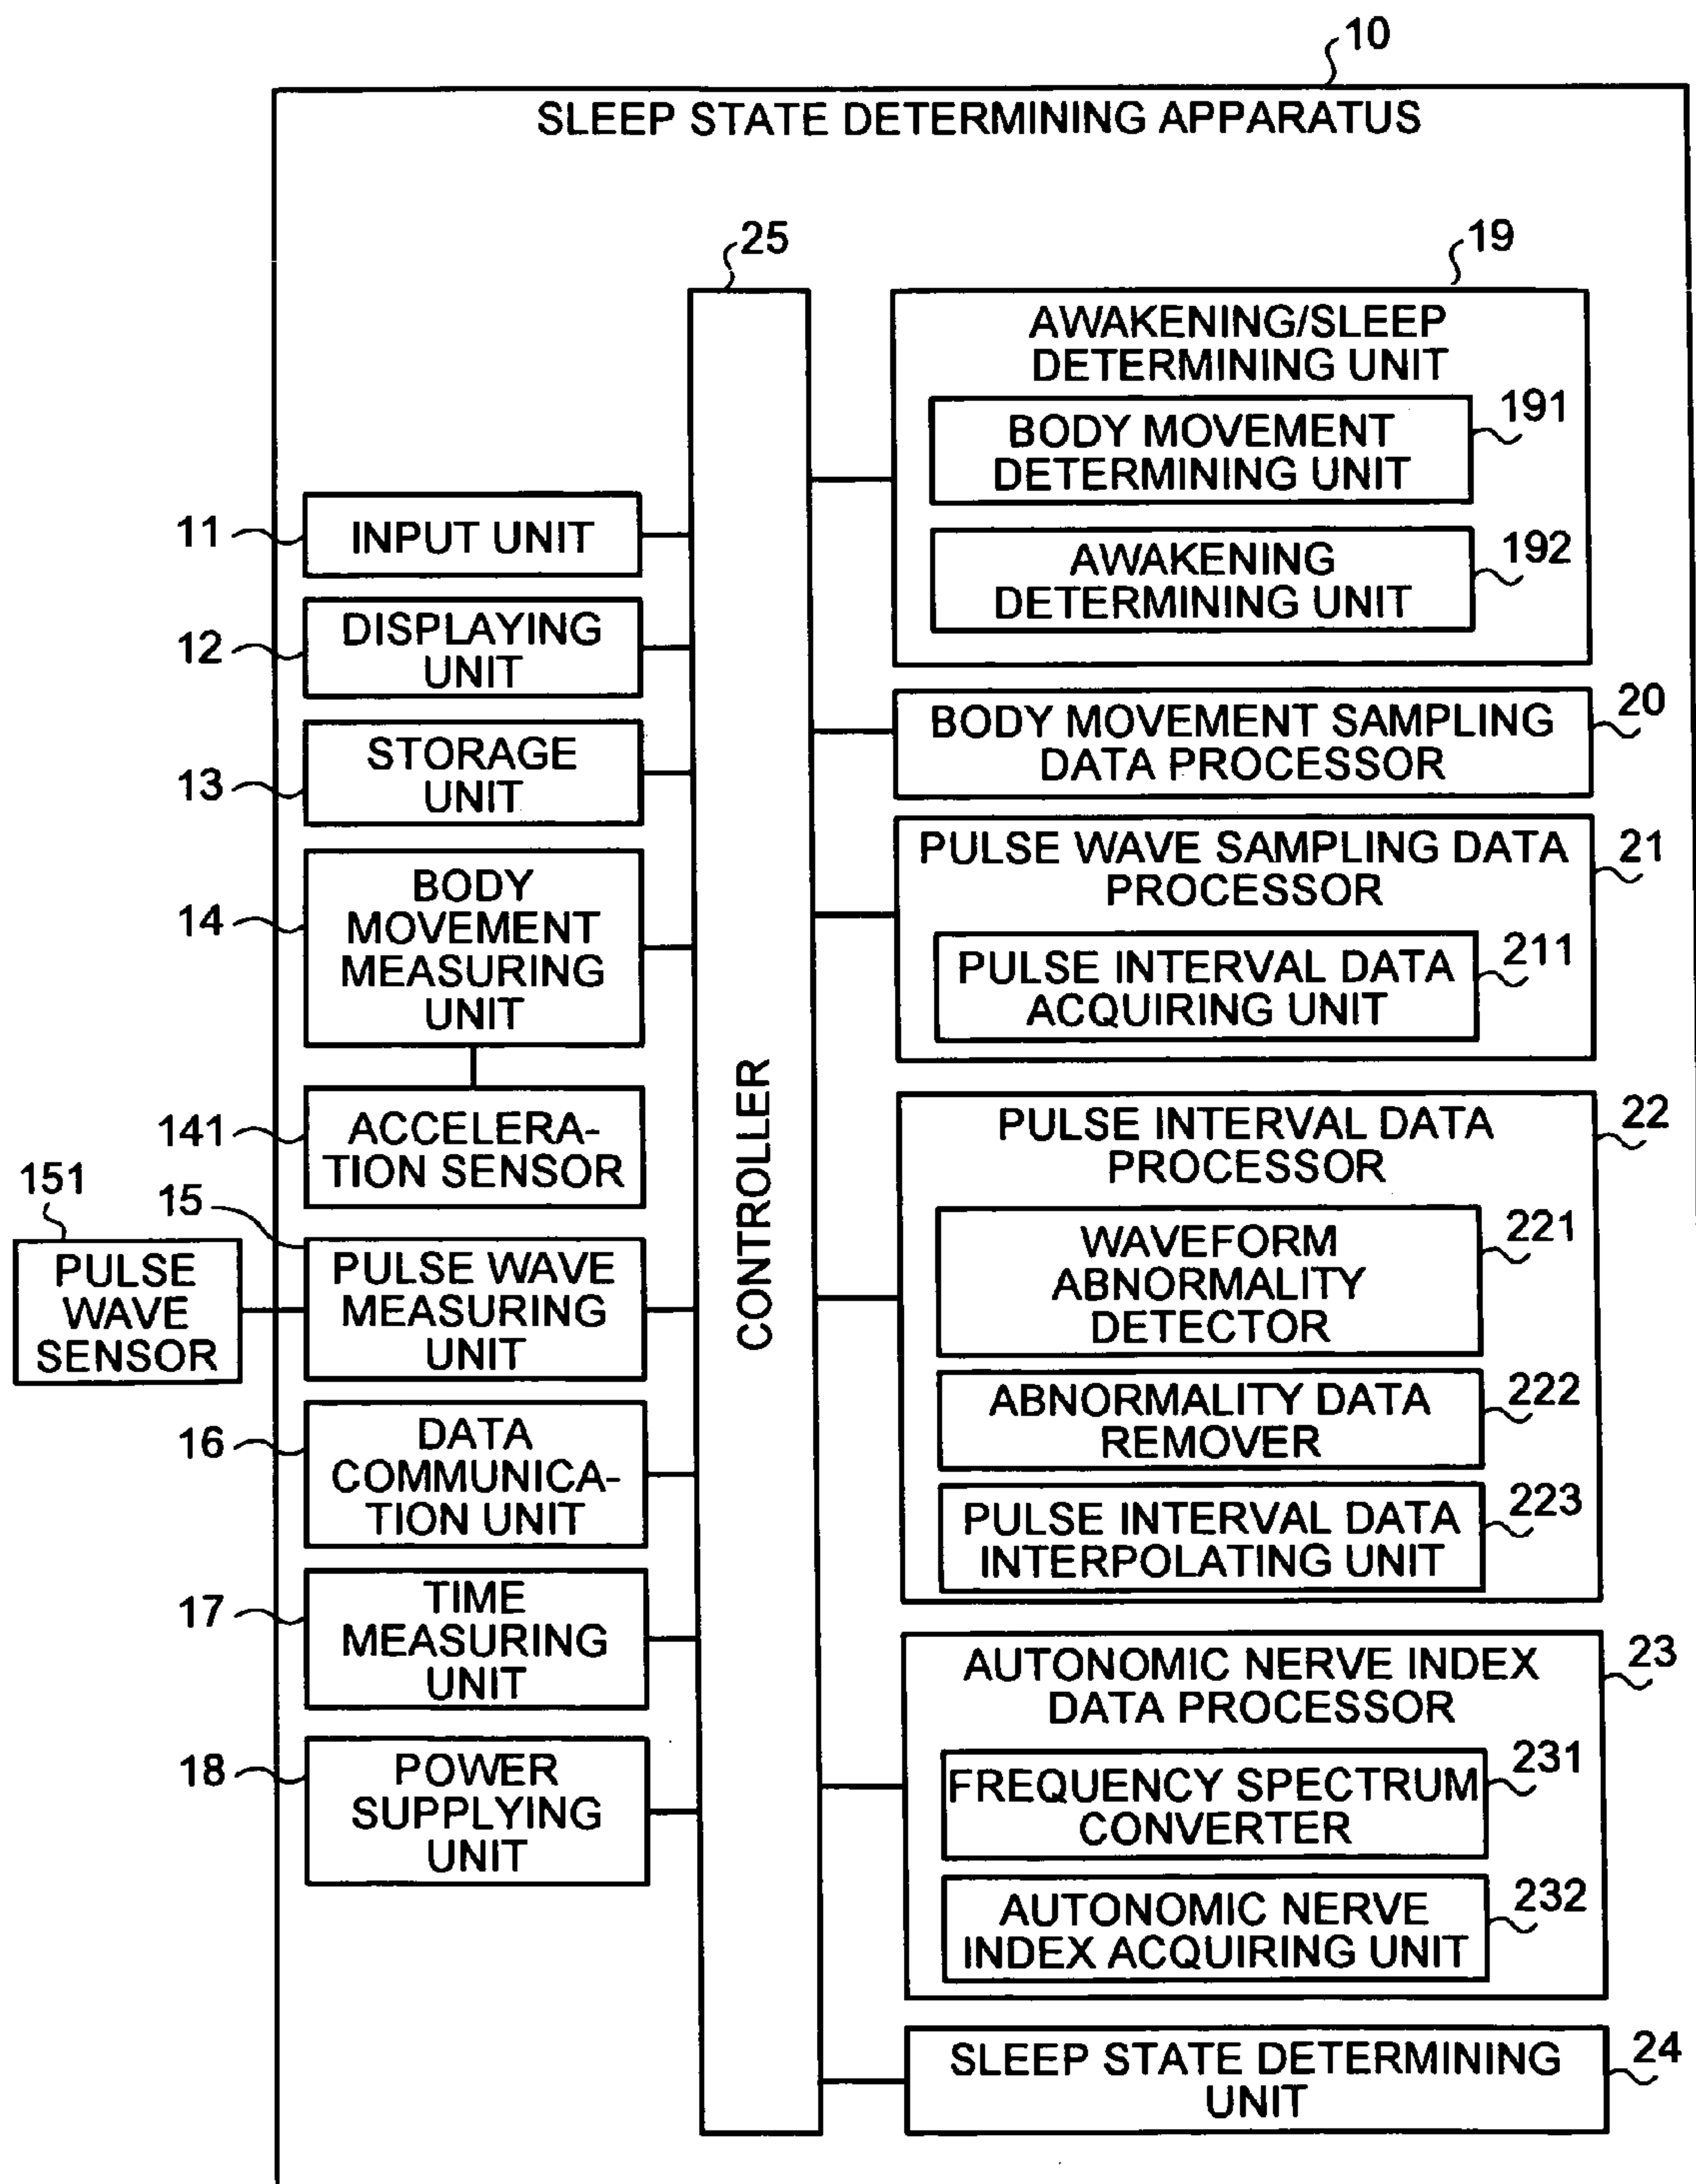 10
SLEEP STATE DETERMINING APPARATUS
25
19
AWAKENING/SLEEP
DETERMINING UNIT
BODY MOVEMENT
DETERMINING UNIT
191
AWAKENING
DETERMINING UNIT
192
11
INPUT UNIT
12
DISPLAYING
UNIT
13
STORAGE
UNIT
14
BODY
MOVEMENT
MEASURING
UNIT
141
ACCELERA-
TION SENSOR
151
PULSE
WAVE
SENSOR
15
PULSE WAVE
MEASURING
UNIT
16
DATA
COMMUNICA-
TION UNIT
17
TIME
MEASURING
UNIT
18
POWER
SUPPLYING
UNIT
CONTROLLER
BODY MOVEMENT SAMPLING
DATA PROCESSOR
20
PULSE WAVE SAMPLING DATA
PROCESSOR
21
PULSE INTERVAL DATA
ACQUIRING UNIT
211
PULSE INTERVAL DATA
PROCESSOR
22
WAVEFORM
ABNORMALITY
DETECTOR
221
ABNORMALITY DATA
REMOVER
222
PULSE INTERVAL DATA
INTERPOLATING UNIT
223
AUTONOMIC NERVE INDEX
DATA PROCESSOR
23
FREQUENCY SPECTRUM
CONVERTER
231
AUTONOMIC NERVE
INDEX ACQUIRING UNIT
232
SLEEP STATE DETERMINING
UNIT
24